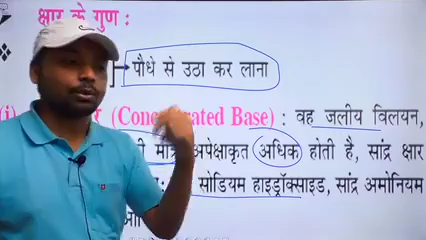 क्षार के गुण :
पौधे से उठा कर लाना
(Concentrated Base) : वह जलीय विलयन,
अपेक्षाकृत अधिक होती है, सांद्र क्षार
सोडियम हाइड्रॉक्साइड, सांद्र अमोनियम